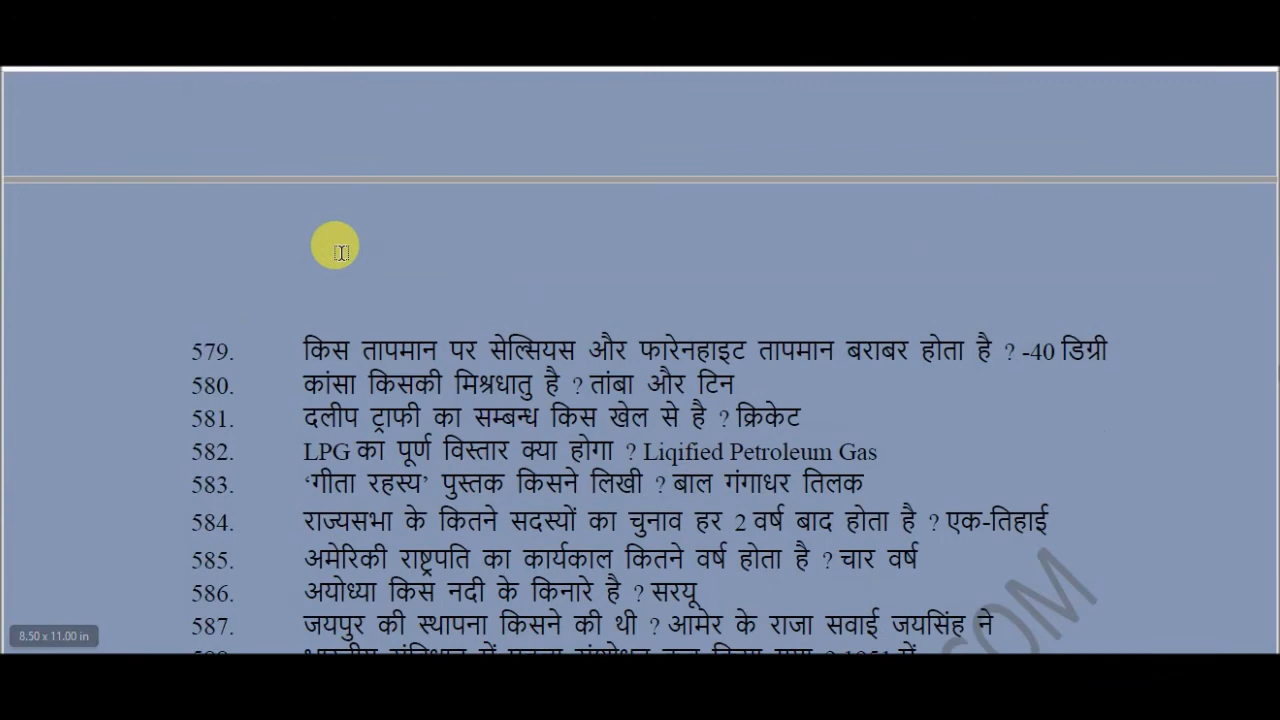 579. किस तापमान पर सेल्सियस और फारेनहाइट तापमान बराबर होता है ? -40 डिग्री
580. कांसा किसकी मिश्रधातु है ? तांबा और टिन
581. दलीप ट्राफी का सम्बन्ध किस खेल से है ? क्रिकेट
582. LPG का पूर्ण विस्तार क्या होगा ? Liqified Petroleum Gas
583. ‘गीता रहस्य’ पुस्तक किसने लिखी ? बाल गंगाधर तिलक
584. राज्यसभा के कितने सदस्यों का चुनाव हर 2 वर्ष बाद होता है ? एक-तिहाई
585. अमेरिकी राष्ट्रपति का कार्यकाल कितने वर्ष होता है ? चार वर्ष
586. अयोध्या किस नदी के किनारे है ? सरयू
587. जयपुर की स्थापना किसने की थी ? आमेर के राजा सवाई जयसिंह ने
8.50 x 11.00 in
COM